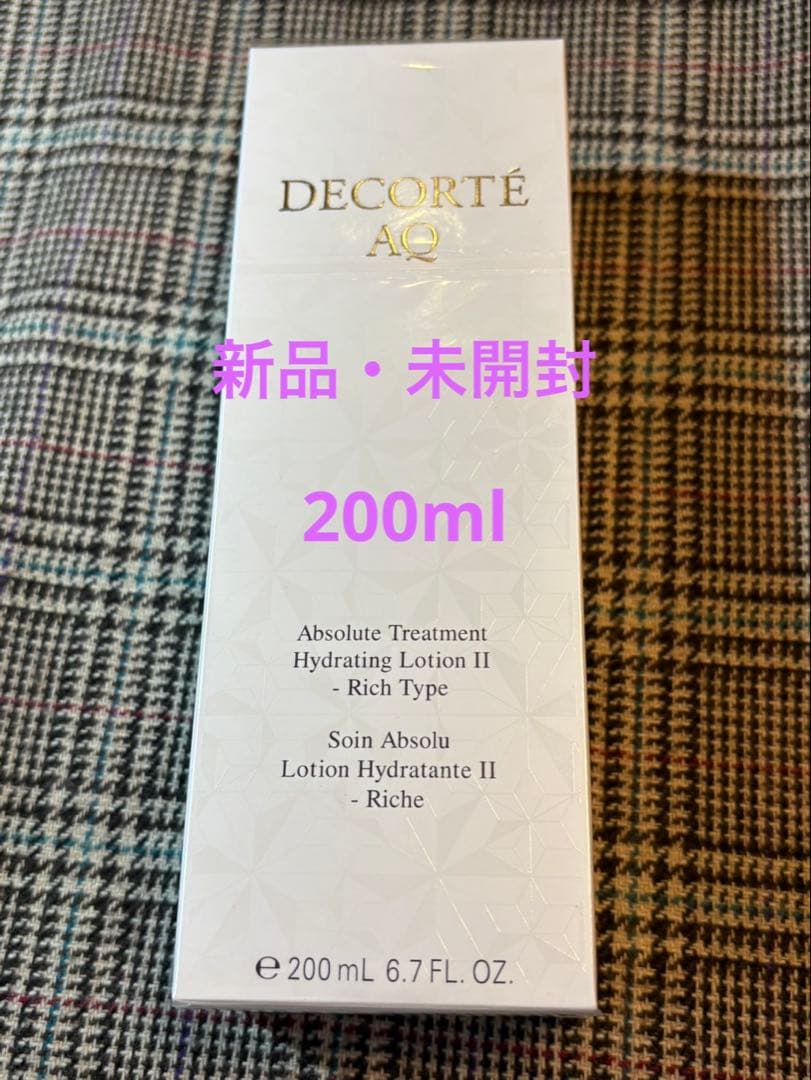 DECORTÉ
AQ
新品・未開封
200ml
Absolute Treatment
Hydrating Lotion II
- Rich Type
Soin Absolu
Lotion Hydratante II
- Riche
℮ 200 mL 6.7 FL. OZ.